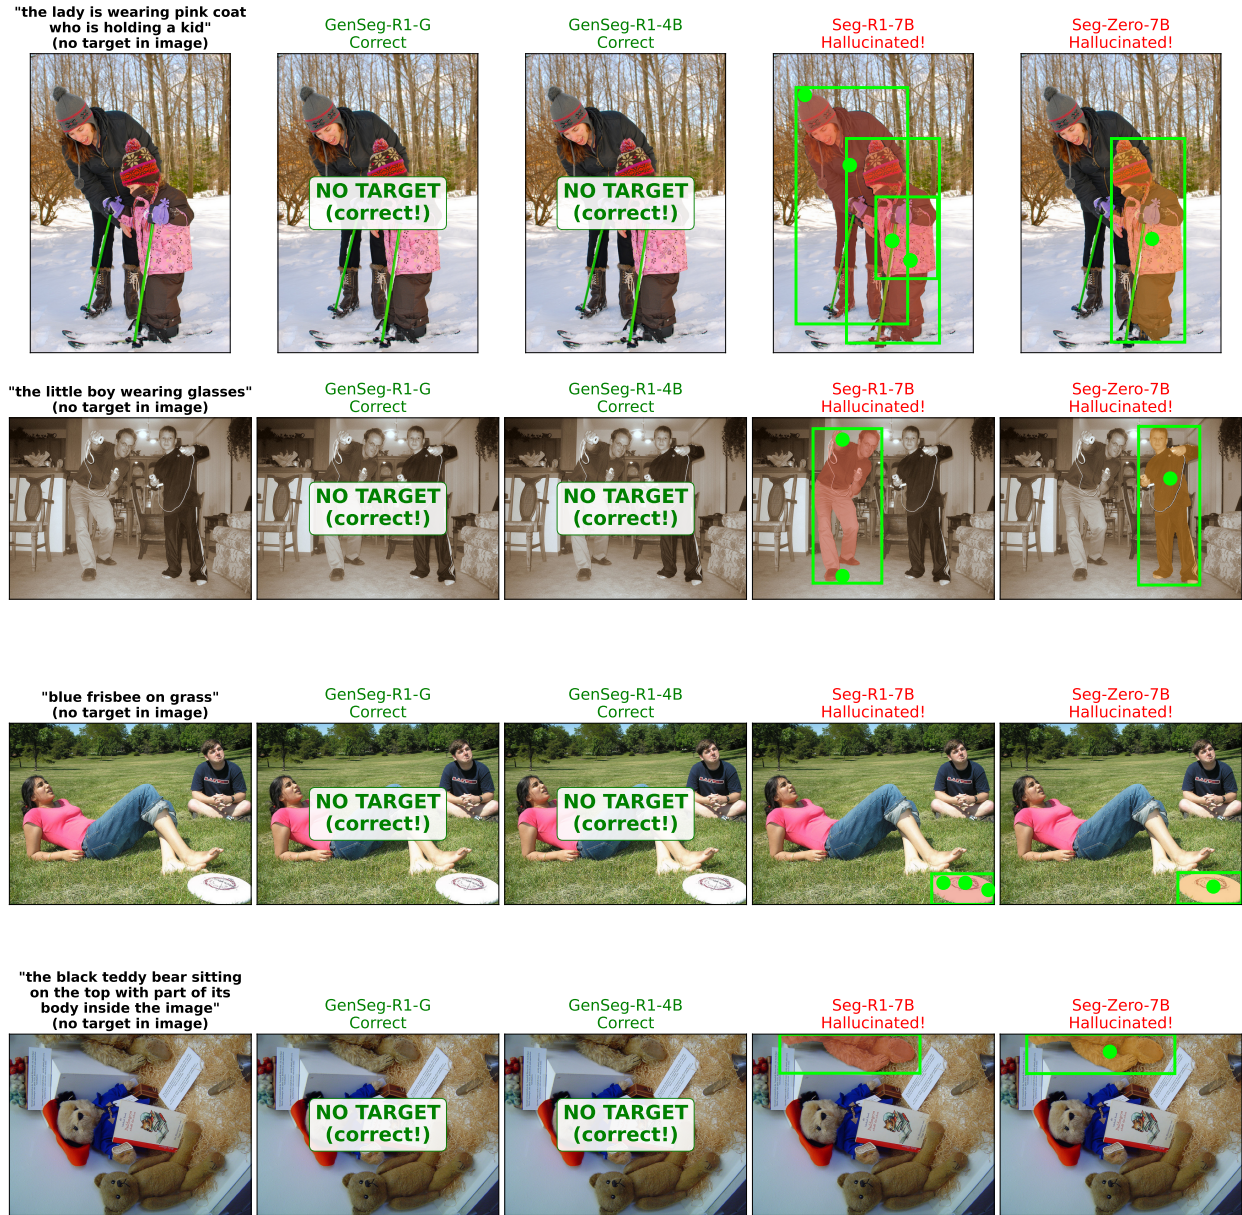 "the lady is wearing pink coat
who is holding a kid"
(no target in image)
GenSeg-R1-G
Correct
GenSeg-R1-4B
Correct
Seg-R1-7B
Hallucinated!
Seg-Zero-7B
Hallucinated!
NO TARGET
(correct!)
NO TARGET
(correct!)
"the little boy wearing glasses"
(no target in image)
GenSeg-R1-G
Correct
GenSeg-R1-4B
Correct
Seg-R1-7B
Hallucinated!
Seg-Zero-7B
Hallucinated!
NO TARGET
(correct!)
NO TARGET
(correct!)
"blue frisbee on grass"
(no target in image)
GenSeg-R1-G
Correct
GenSeg-R1-4B
Correct
Seg-R1-7B
Hallucinated!
Seg-Zero-7B
Hallucinated!
NO TARGET
(correct!)
NO TARGET
(correct!)
"the black teddy bear sitting
on the top with part of its
body inside the image"
(no target in image)
GenSeg-R1-G
Correct
GenSeg-R1-4B
Correct
Seg-R1-7B
Hallucinated!
Seg-Zero-7B
Hallucinated!
NO TARGET
(correct!)
NO TARGET
(correct!)